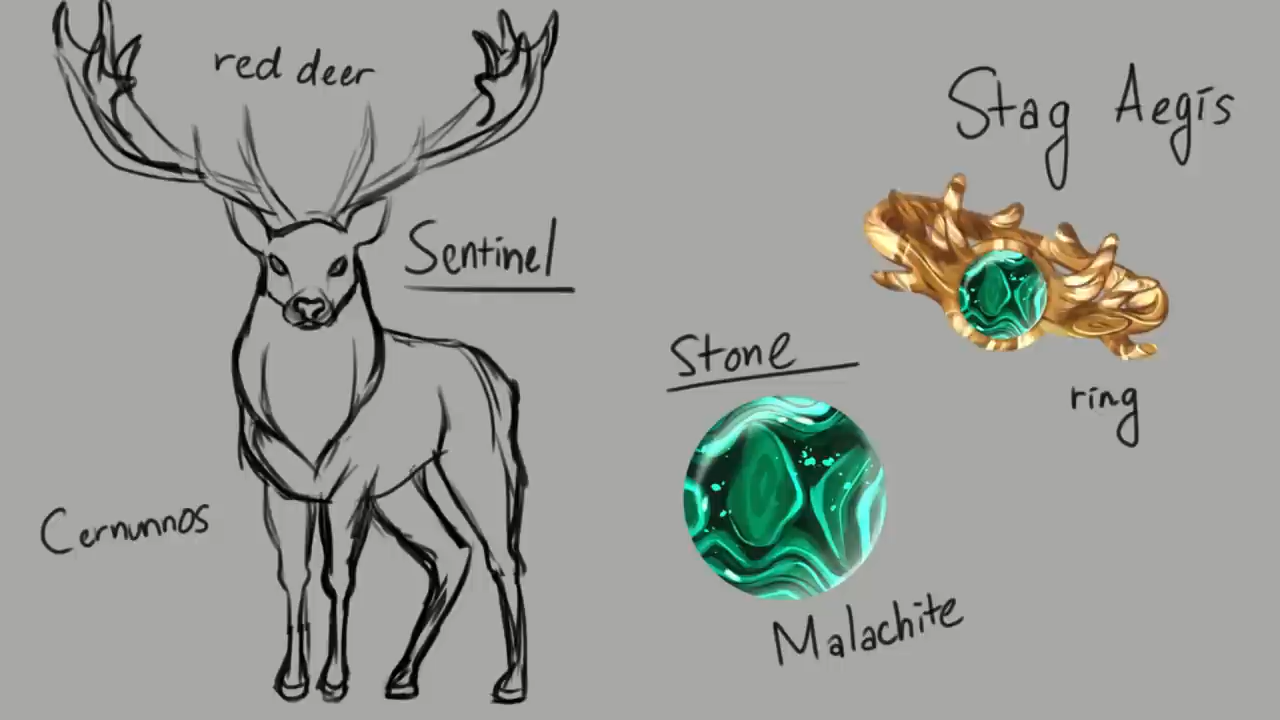 red deer
Stag Aegis
Sentinel
Stone
ring
Cernunnos
Malachite